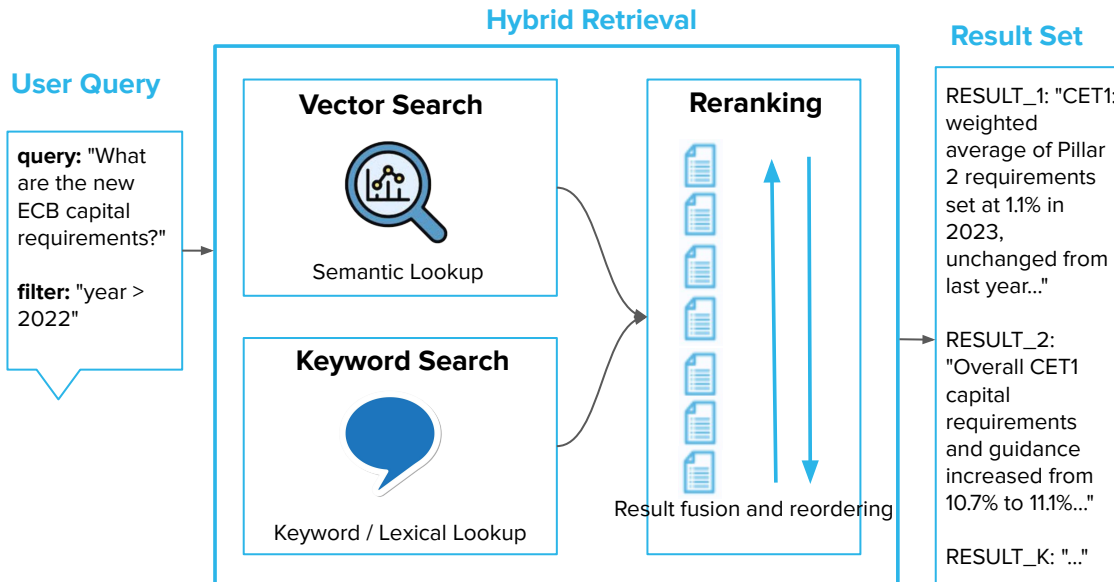 Hybrid Retrieval
User Query
query: "What
are the new
ECB capital
requirements?"
filter: "year >
2022"
Vector Search
Semantic Lookup
Keyword Search
Keyword / Lexical Lookup
Reranking
Result fusion and reordering
Result Set
RESULT_1: "CET1:
weighted
average of Pillar
2 requirements
set at 1.1% in
2023,
unchanged from
last year..."
RESULT_2:
"Overall CET1
capital
requirements
and guidance
increased from
10.7% to 11.1%..."
RESULT_K: "..."